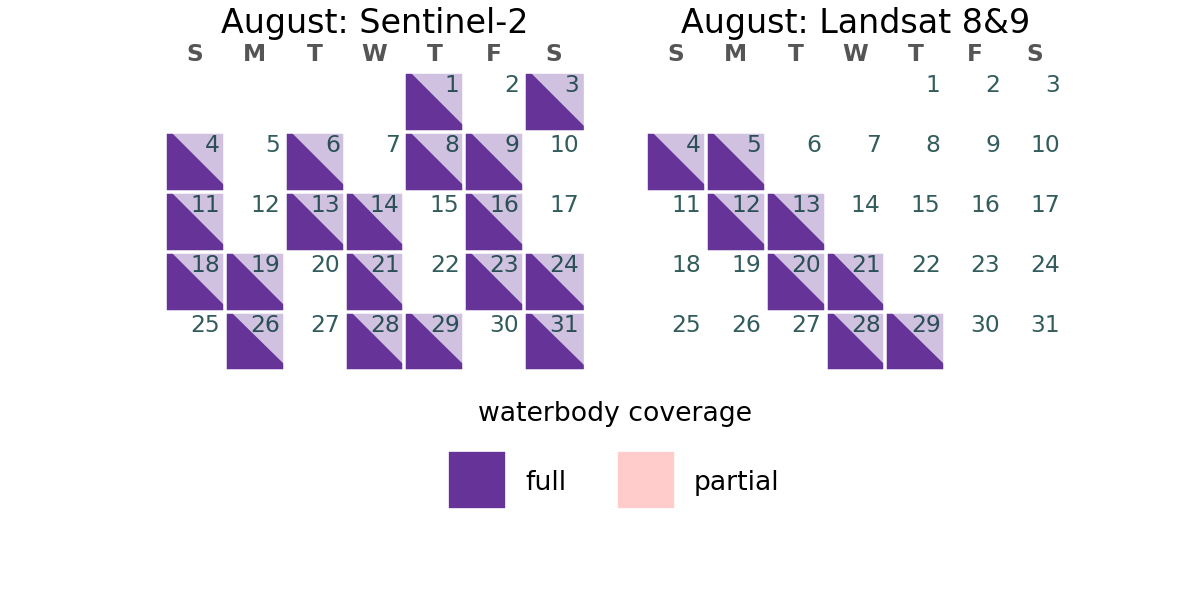 August: Sentinel-2
S M T W T F S
1 2 3
4 5 6 7 8 9 10
11 12 13 14 15 16 17
18 19 20 21 22 23 24
25 26 27 28 29 30 31
August: Landsat 8&9
S M T W T F S
1 2 3
4 5 6 7 8 9 10
11 12 13 14 15 16 17
18 19 20 21 22 23 24
25 26 27 28 29 30 31
waterbody coverage
full partial